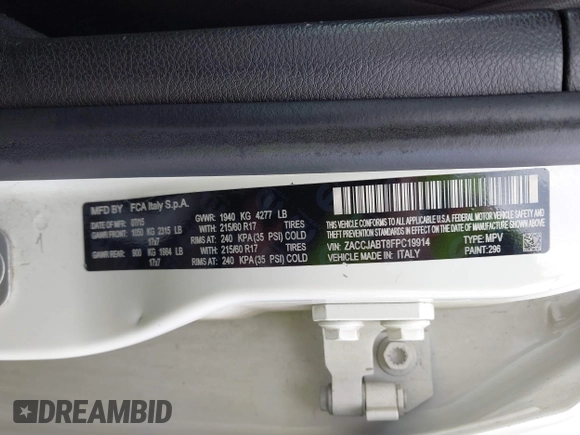 MFD BY FCA Italy S.p.A.
07/15 GVWR: 1940 KG 4277 LB
GAWR FRONT: 1050 KG 2315 LB WITH 215/60 R17 TIRES
17x7 RIMS AT: 240 KPA (35 PSI) COLD
GAWR REAR: 900 KG 1984 LB WITH 215/60 R17 TIRES
17x7 RIMS AT: 240 KPA (35 PSI) COLD
THIS VEHICLE CONFORMS TO ALL APPLICABLE U.S.A. FEDERAL MOTOR VEHICLE SAFETY, BUMPER AND THEFT PREVENTION STANDARDS IN EFFECT ON THE DATE OF MANUFACTURE SHOWN ABOVE
VIN: ZACCJABT8FPC19914 TYPE: MPV
VEHICLE MADE IN: ITALY PAINT: 296
DREAMBID